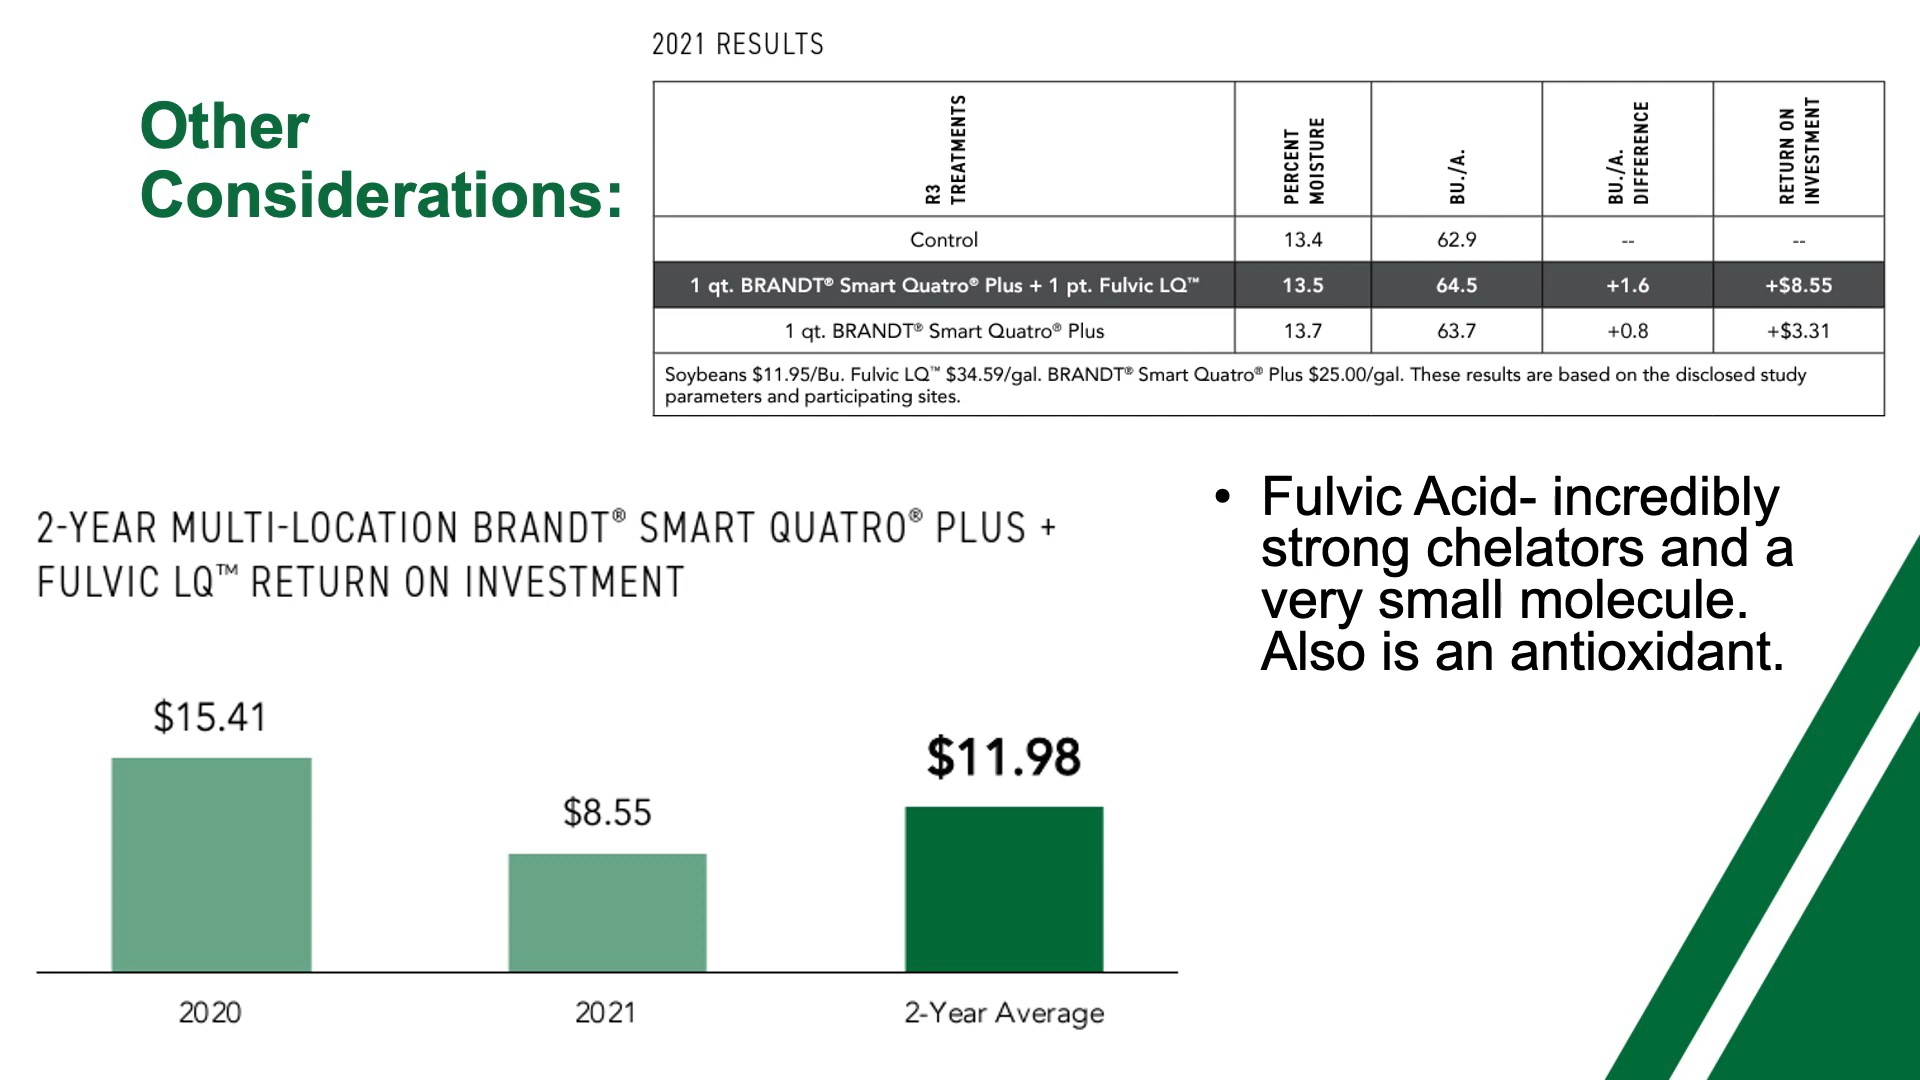 Other
Considerations:
2021 RESULTS
R3 TREATMENTS
PERCENT MOISTURE
BU./A.
BU./A. DIFFERENCE
RETURN ON INVESTMENT
Control 13.4 62.9 -- --
1 qt. BRANDT® Smart Quatro® Plus + 1 pt. Fulvic LQ™ 13.5 64.5 +1.6 +$8.55
1 qt. BRANDT® Smart Quatro® Plus 13.7 63.7 +0.8 +$3.31
Soybeans $11.95/Bu. Fulvic LQ™ $34.59/gal. BRANDT® Smart Quatro® Plus $25.00/gal. These results are based on the disclosed study
parameters and participating sites.
2-YEAR MULTI-LOCATION BRANDT® SMART QUATRO® PLUS +
FULVIC LQ™ RETURN ON INVESTMENT
$15.41
$8.55
$11.98
2020
2021
2-Year Average
• Fulvic Acid- incredibly
strong chelators and a
very small molecule.
Also is an antioxidant.